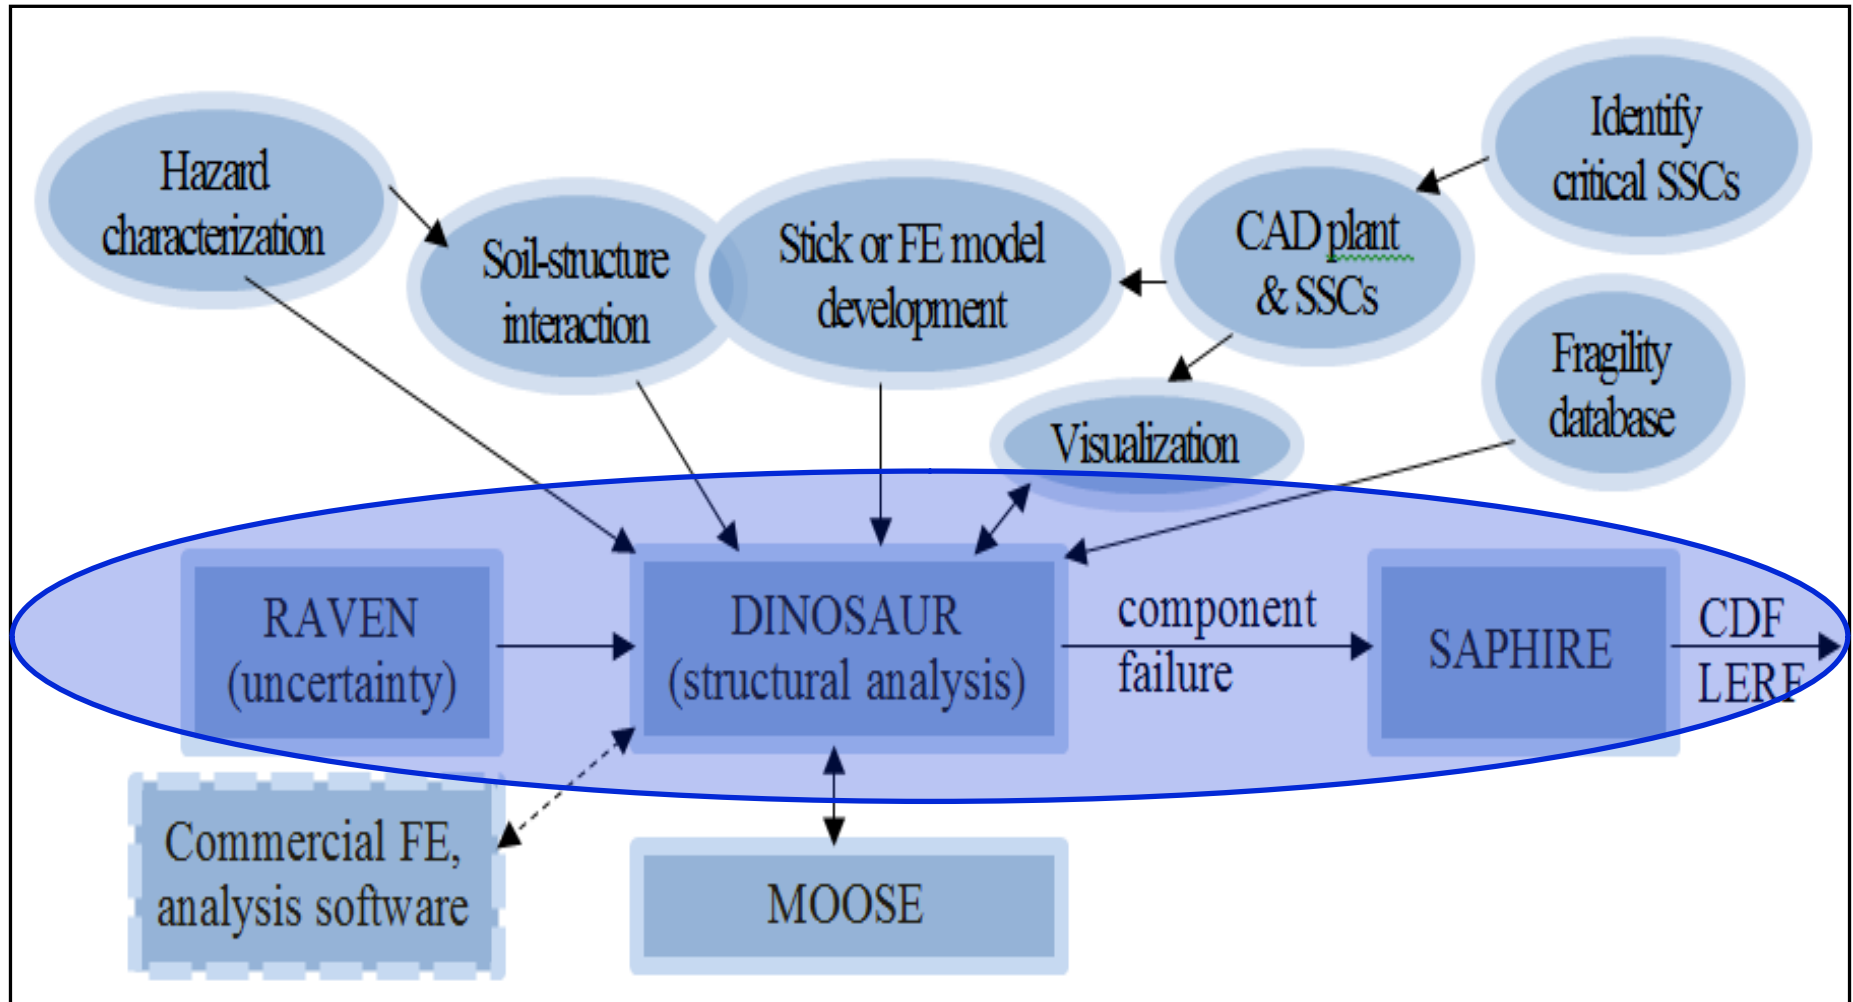 Hazard
characterization
Soil-structure
interaction
Stick or FE model
development
CAD plant
& SSCs
Identify
critical SSCs
Fragility
database
Visualization
RAVEN
(uncertainty)
DINOSAUR
(structural analysis)
component
failure
SAPHIRE
CDF
LERF
Commercial FE,
analysis software
MOOSE